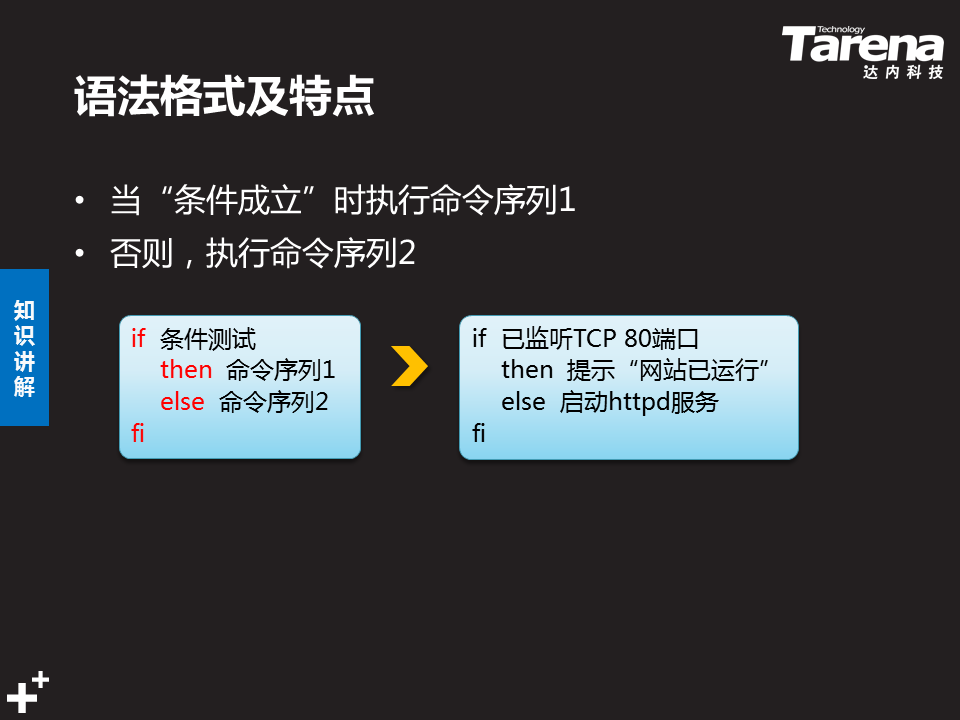 Technology
Tarena
达内科技
语法格式及特点
• 当“条件成立”时执行命令序列1
• 否则，执行命令序列2
知识讲解
if 条件测试
then 命令序列1
else 命令序列2
fi
if 已监听TCP 80端口
then 提示“网站已运行”
else 启动httpd服务
fi